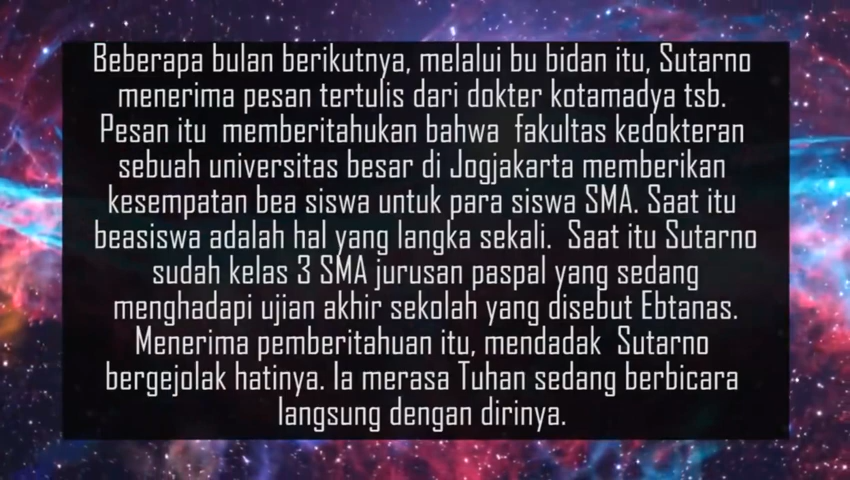 Beberapa bulan berikutnya, melalui bu bidan itu, Sutarno
menerima pesan tertulis dari dokter kotamadya tsb.
Pesan itu memberitahukan bahwa fakultas kedokteran
sebuah universitas besar di Jogjakarta memberikan
kesempatan bea siswa untuk para siswa SMA. Saat itu
beasiswa adalah hal yang langka sekali. Saat itu Sutarno
sudah kelas 3 SMA jurusan paspal yang sedang
menghadapi ujian akhir sekolah yang disebut Ebtanas.
Menerima pemberitahuan itu, mendadak Sutarno
bergejolak hatinya. Ia merasa Tuhan sedang berbicara
langsung dengan dirinya.